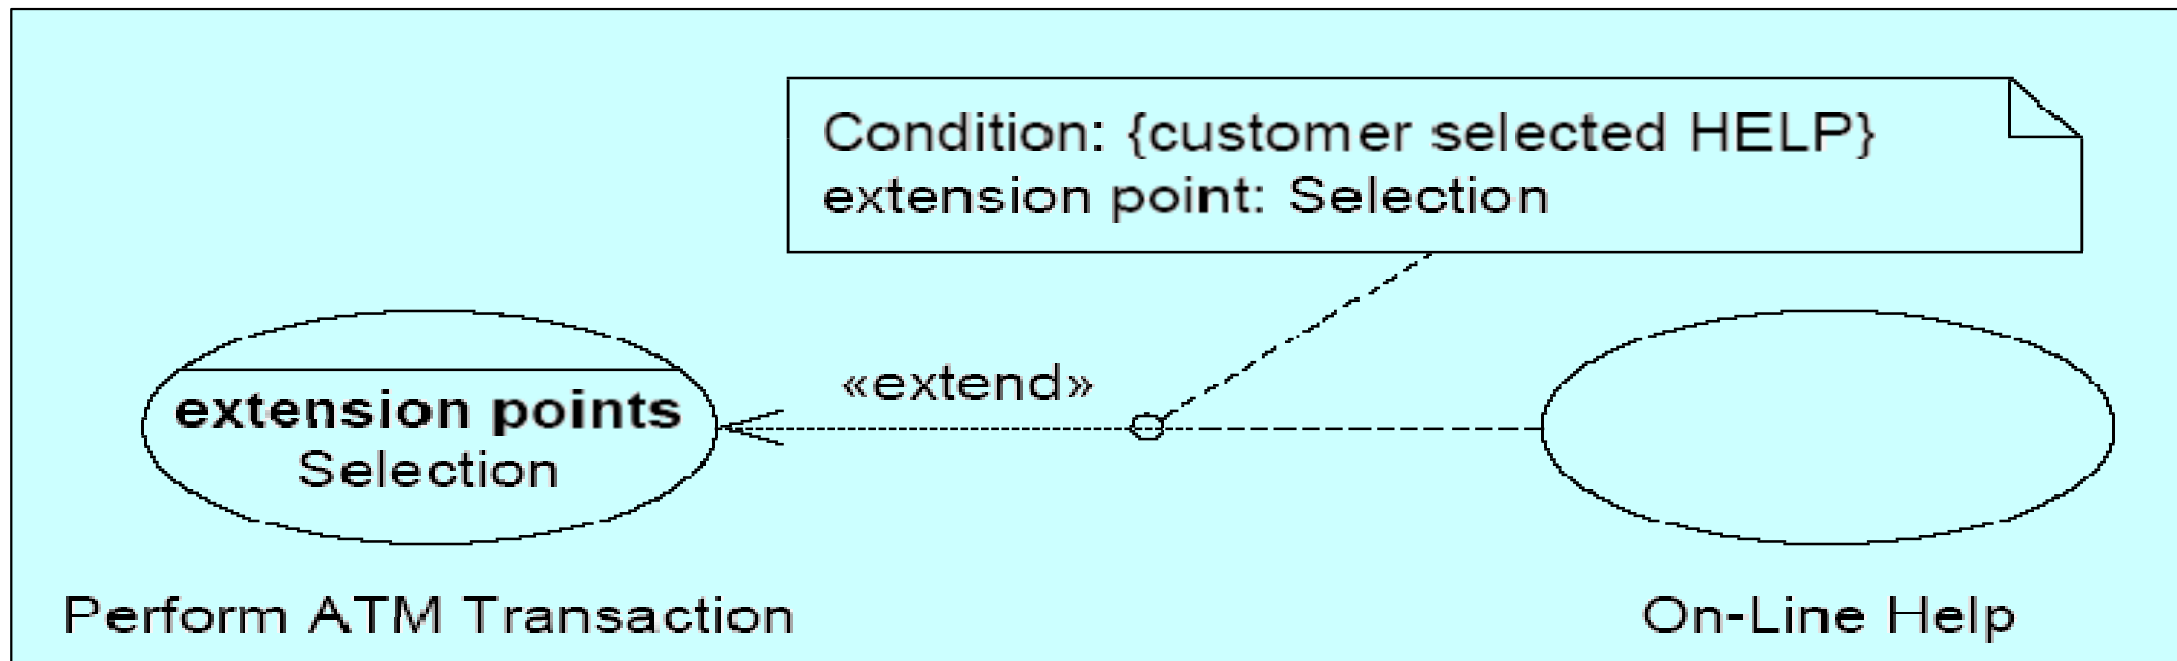 Condition: {customer selected HELP}
extension point: Selection
«extend»
extension points
Selection
Perform ATM Transaction
On-Line Help